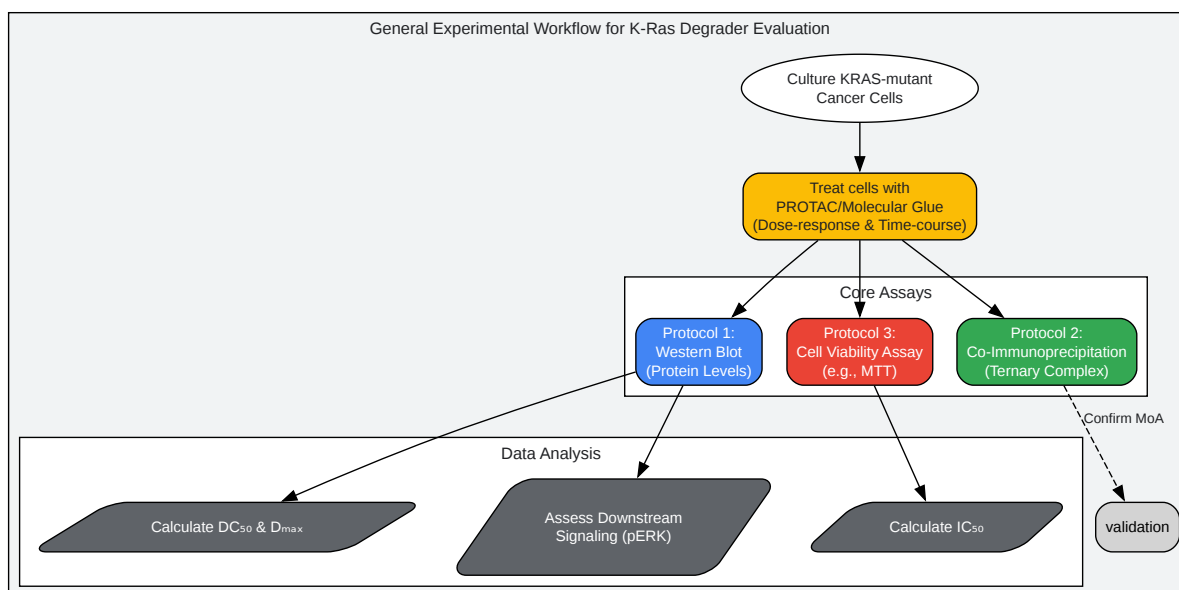 General Experimental Workflow for K-Ras Degrader Evaluation
Culture KRAS-mutant
Cancer Cells
Treat cells with
PROTAC/Molecular Glue
(Dose-response & Time-course)
Core Assays
Protocol 1:
Western Blot
(Protein Levels)
Protocol 3:
Cell Viability Assay
(e.g., MTT)
Protocol 2:
Co-Immunoprecipitation
(Ternary Complex)
Confirm MoA
Data Analysis
Calculate DC₅₀ & Dₘₐₓ
Assess Downstream
Signaling (pERK)
Calculate IC₅₀
validation